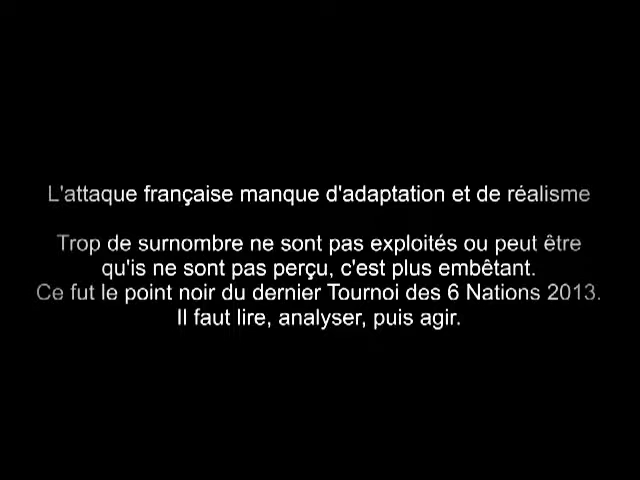 L'attaque française manque d'adaptation et de réalisme
Trop de surnombre ne sont pas exploités ou peut être
qu'is ne sont pas perçu, c'est plus embêtant.
Ce fut le point noir du dernier Tournoi des 6 Nations 2013.
Il faut lire, analyser, puis agir.